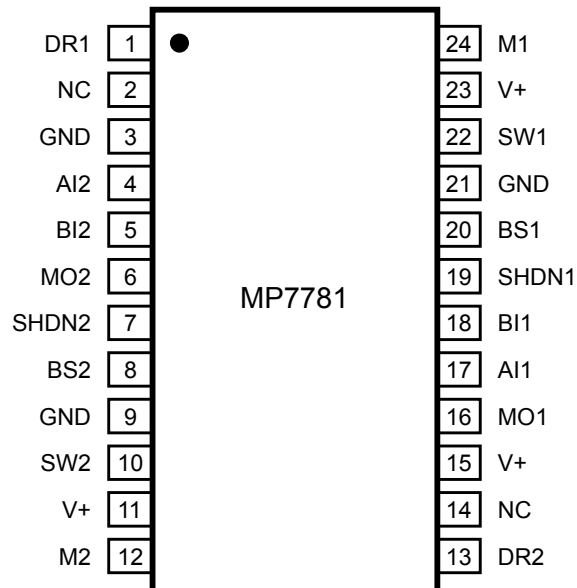 DR1 1 24 M1
NC 2 23 V+
GND 3 22 SW1
AI2 4 21 GND
BI2 5 20 BS1
MO2 6 19 SHDN1
MP7781
SHDN2 7 18 BI1
BS2 8 17 AI1
GND 9 16 MO1
SW2 10 15 V+
V+ 11 14 NC
M2 12 13 DR2